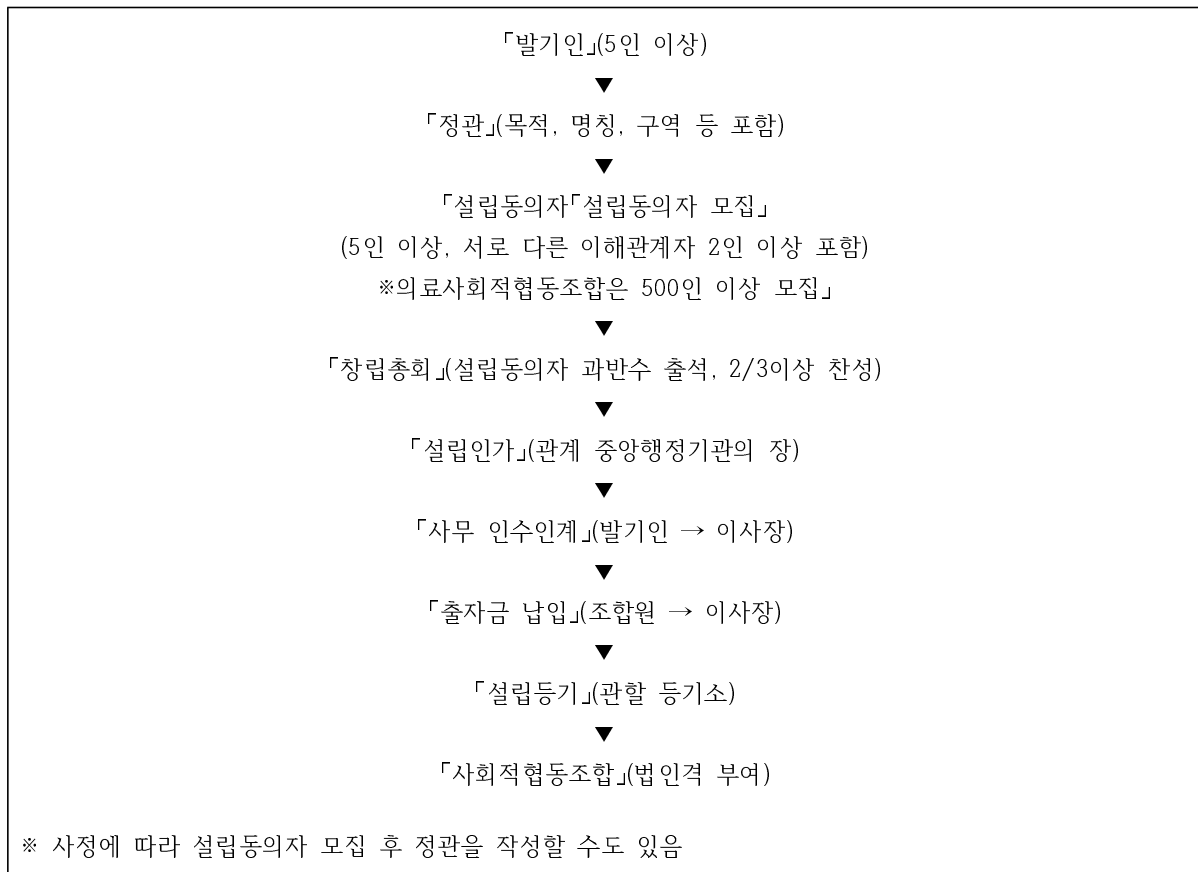 「발기인」(5인 이상)
▼
「정관」(목적, 명칭, 구역 등 포함)
▼
「설립동의자「설립동의자 모집」
(5인 이상, 서로 다른 이해관계자 2인 이상 포함)
※의료사회적협동조합은 500인 이상 모집」
▼
「창립총회」(설립동의자 과반수 출석, 2/3이상 찬성)
▼
「설립인가」(관계 중앙행정기관의 장)
▼
「사무 인수인계」(발기인 → 이사장)
▼
「출자금 납입」(조합원 → 이사장)
▼
「설립등기」(관할 등기소)
▼
「사회적협동조합」(법인격 부여)
※ 사정에 따라 설립동의자 모집 후 정관을 작성할 수도 있음